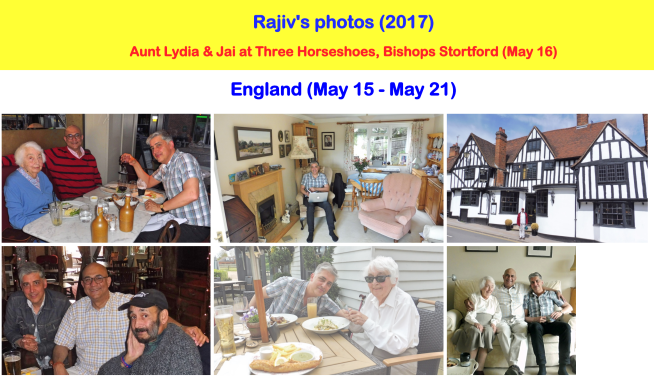 Rajiv's photos (2017)
Aunt Lydia & Jai at Three Horseshoes, Bishops Stortford (May 16)
England (May 15 - May 21)